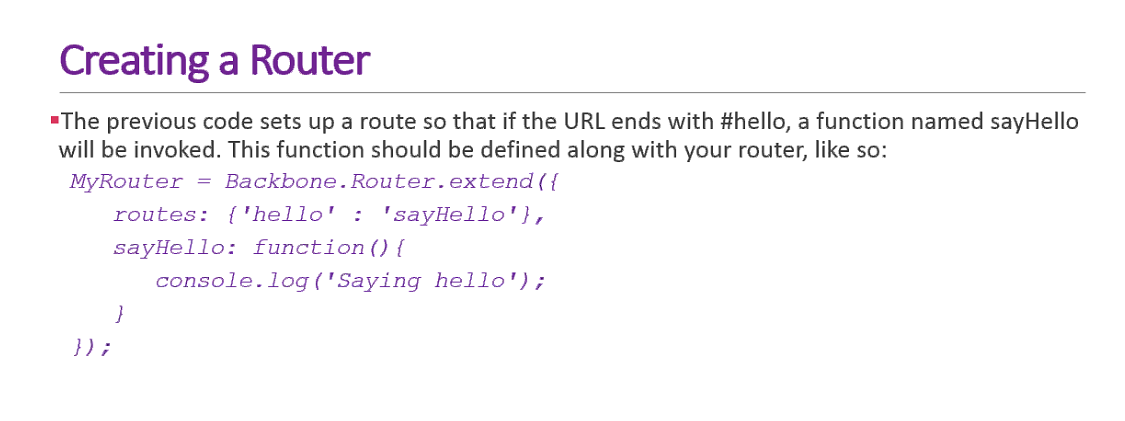 Creating a Router
▪The previous code sets up a route so that if the URL ends with #hello, a function named sayHello
will be invoked. This function should be defined along with your router, like so:
MyRouter = Backbone.Router.extend({
routes: {'hello' : 'sayHello'},
sayHello: function(){
console.log('Saying hello');
}
});